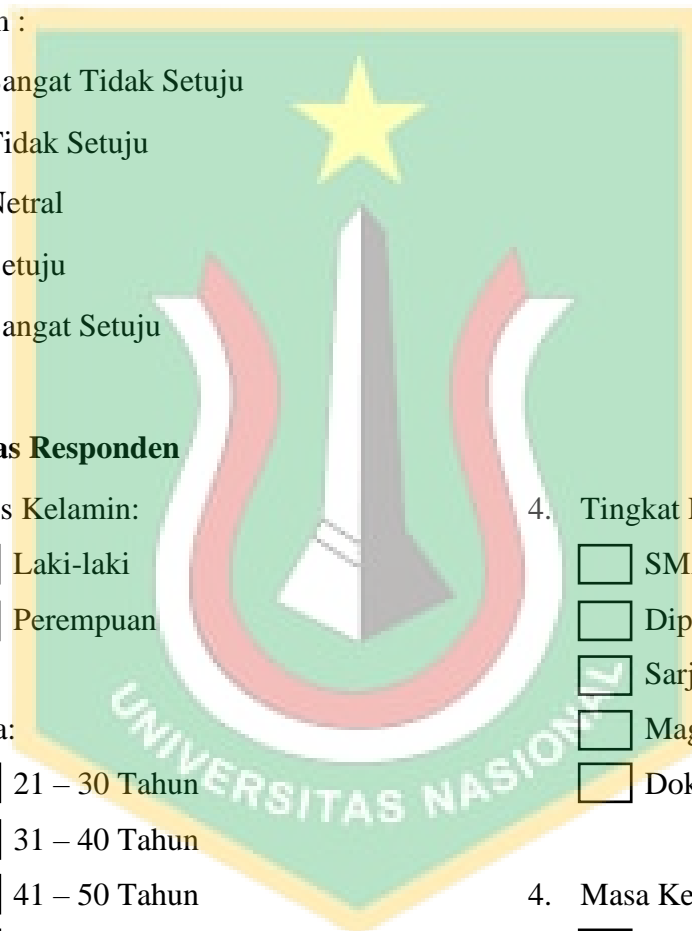 :
angat Tidak Setuju
Tidak Setuju
Netral
etuju
angat Setuju
as Responden
s Kelamin:
Laki-laki
Perempuan
a:
21 – 30 Tahun
31 – 40 Tahun
41 – 50 Tahun
4. Tingkat
SM
Dip
Sarj
Mag
Dok
4. Masa Ke
UNIVERSITAS NASIONAL